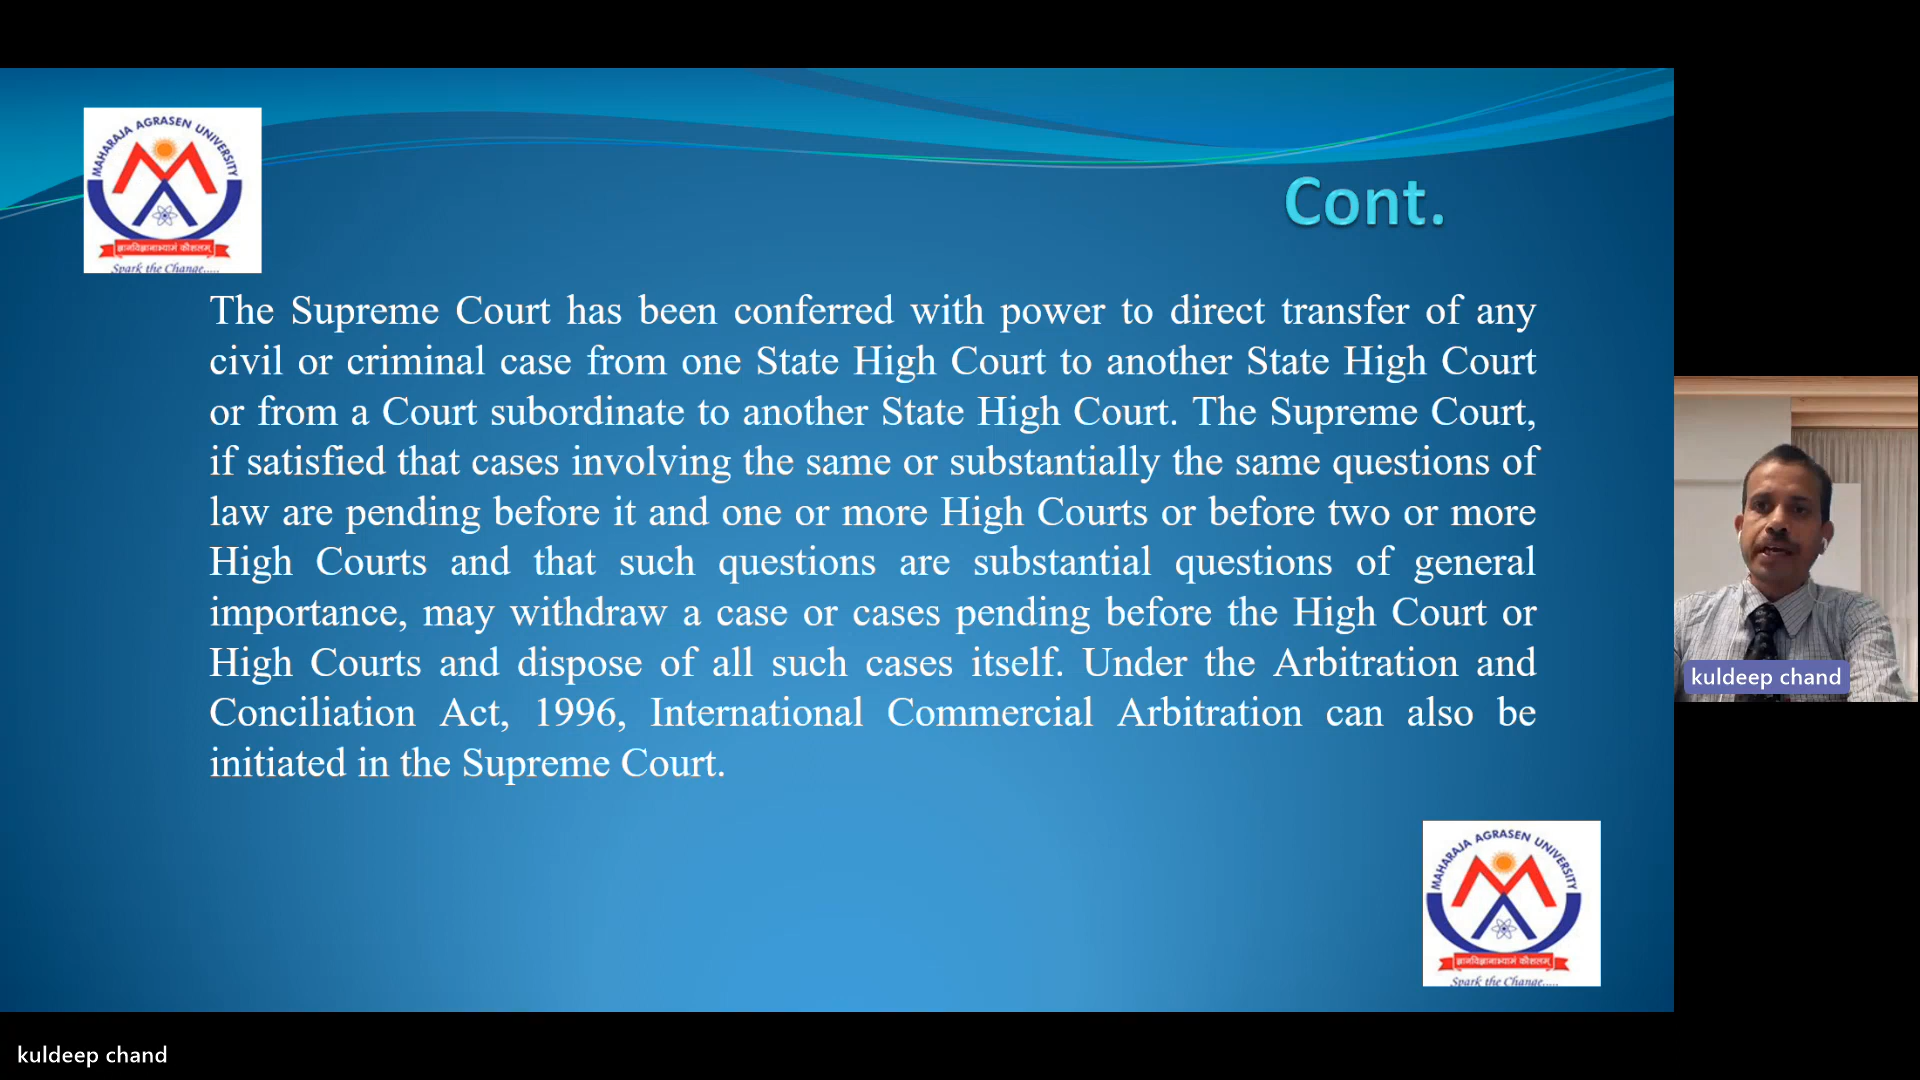 MAHARAJA AGRASEN UNIVERSITY
ज्ञानविज्ञानाभ्यामं कौशलम्
Spark the Change.....
Cont.
The Supreme Court has been conferred with power to direct transfer of any
civil or criminal case from one State High Court to another State High Court
or from a Court subordinate to another State High Court. The Supreme Court,
if satisfied that cases involving the same or substantially the same questions of
law are pending before it and one or more High Courts or before two or more
High Courts and that such questions are substantial questions of general
importance, may withdraw a case or cases pending before the High Court or
High Courts and dispose of all such cases itself. Under the Arbitration and
Conciliation Act, 1996, International Commercial Arbitration can also be
initiated in the Supreme Court.
kuldeep chand
MAHARAJA AGRASEN UNIVERSITY
ज्ञानविज्ञानाभ्यामं कौशलम्
Spark the Change.....
kuldeep chand